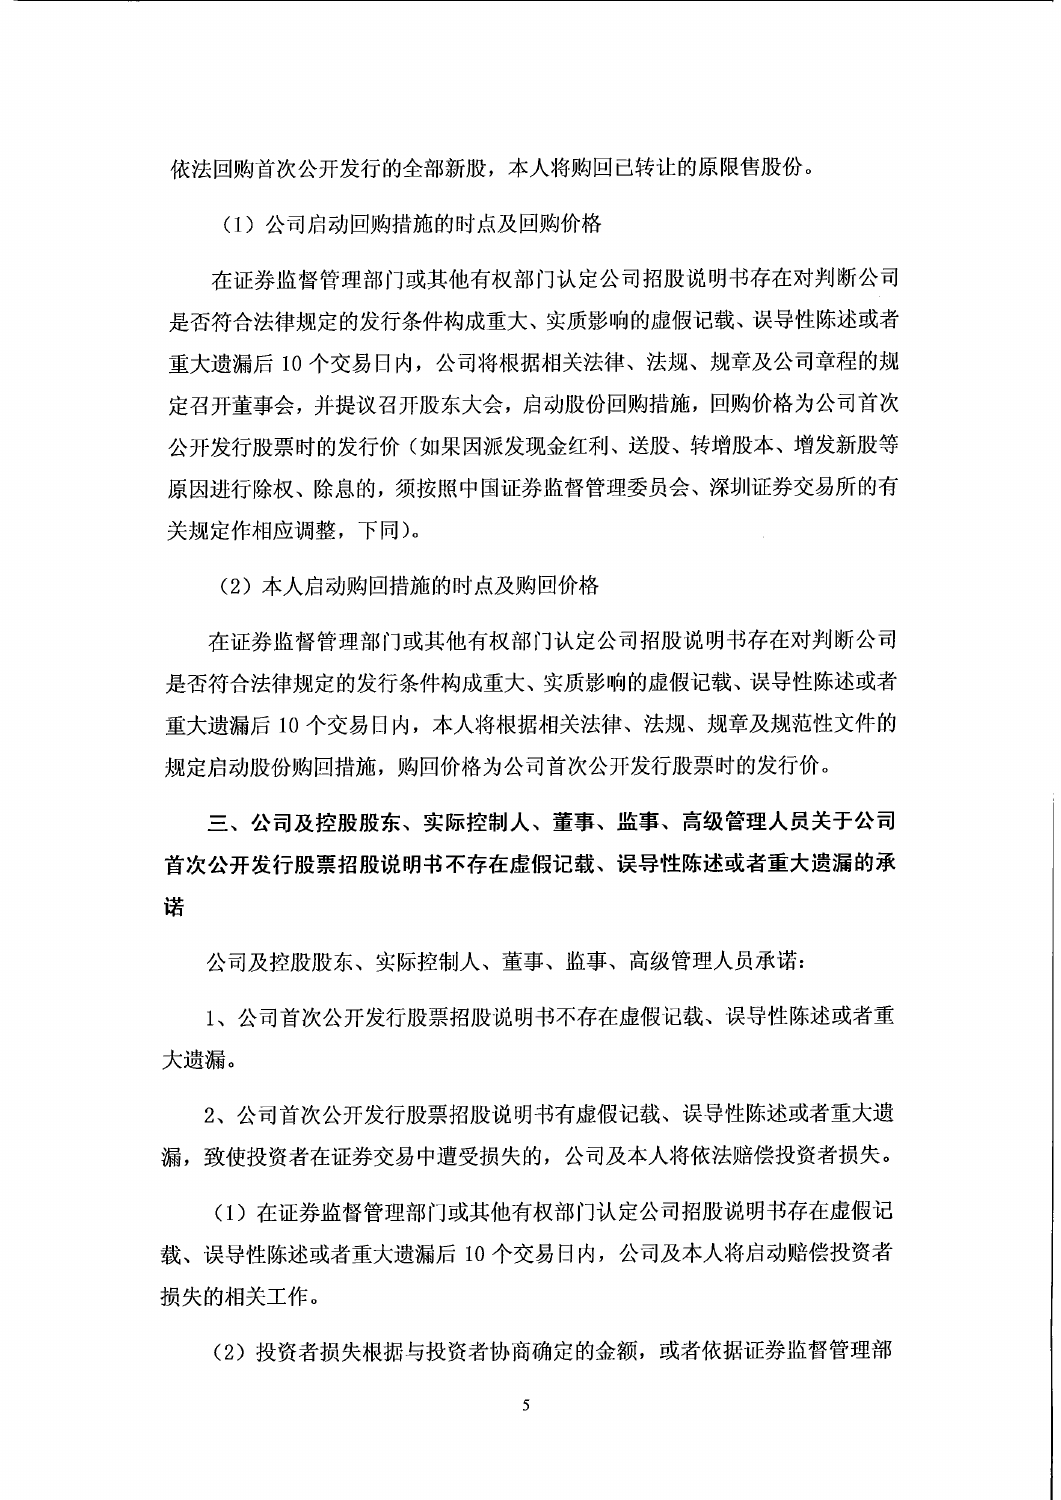 依法回购首次公开发行的全部新股，本人将购回已转让的原限售股份。
（1）公司启动回购措施的时点及回购价格
在证券监督管理部门或其他有权部门认定公司招股说明书存在对判断公司
是否符合法律规定的发行条件构成重大、实质影响的虚假记载、误导性陈述或者
重大遗漏后 10 个交易日内，公司将根据相关法律、法规、规章及公司章程的规
定召开董事会，并提议召开股东大会，启动股份回购措施，回购价格为公司首次
公开发行股票时的发行价（如果因派发现金红利、送股、转增股本、增发新股等
原因进行除权、除息的，须按照中国证券监督管理委员会、深圳证券交易所的有
关规定作相应调整，下同）。
（2）本人启动购回措施的时点及购回价格
在证券监督管理部门或其他有权部门认定公司招股说明书存在对判断公司
是否符合法律规定的发行条件构成重大、实质影响的虚假记载、误导性陈述或者
重大遗漏后 10 个交易日内，本人将根据相关法律、法规、规章及规范性文件的
规定启动股份购回措施，购回价格为公司首次公开发行股票时的发行价。
三、公司及控股股东、实际控制人、董事、监事、高级管理人员关于公司
首次公开发行股票招股说明书不存在虚假记载、误导性陈述或者重大遗漏的承
诺
公司及控股股东、实际控制人、董事、监事、高级管理人员承诺：
1、公司首次公开发行股票招股说明书不存在虚假记载、误导性陈述或者重
大遗漏。
2、公司首次公开发行股票招股说明书有虚假记载、误导性陈述或者重大遗
漏，致使投资者在证券交易中遭受损失的，公司及本人将依法赔偿投资者损失。
（1）在证券监督管理部门或其他有权部门认定公司招股说明书存在虚假记
载、误导性陈述或者重大遗漏后 10 个交易日内，公司及本人将启动赔偿投资者
损失的相关工作。
（2）投资者损失根据与投资者协商确定的金额，或者依据证券监督管理部
5